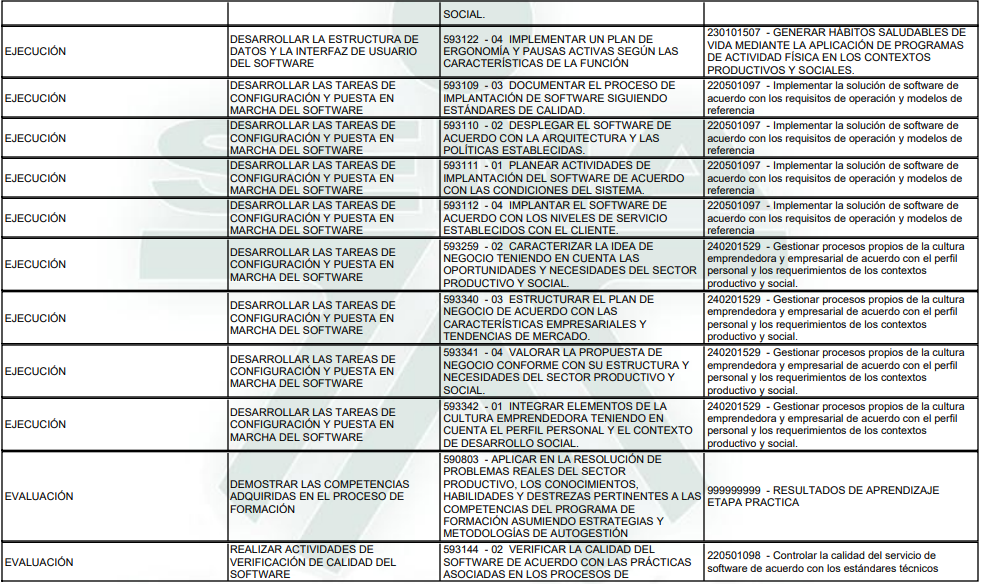 SOCIAL.
EJECUCIÓN
DESARROLLAR LA ESTRUCTURA DE
DATOS Y LA INTERFAZ DE USUARIO
DEL SOFTWARE
593122 - 04 IMPLEMENTAR UN PLAN DE
ERGONOMÍA Y PAUSAS ACTIVAS SEGÚN LAS
CARACTERÍSTICAS DE LA FUNCIÓN
230101507 - GENERAR HÁBITOS SALUDABLES DE
VIDA MEDIANTE LA APLICACIÓN DE PROGRAMAS
DE ACTIVIDAD FÍSICA EN LOS CONTEXTOS
PRODUCTIVOS Y SOCIALES.
EJECUCIÓN
DESARROLLAR LAS TAREAS DE
CONFIGURACIÓN Y PUESTA EN
MARCHA DEL SOFTWARE
593109 - 03 DOCUMENTAR EL PROCESO DE
IMPLANTACIÓN DE SOFTWARE SIGUIENDO
ESTÁNDARES DE CALIDAD.
220501097 - Implementar la solución de software de
acuerdo con los requisitos de operación y modelos de
referencia
EJECUCIÓN
DESARROLLAR LAS TAREAS DE
CONFIGURACIÓN Y PUESTA EN
MARCHA DEL SOFTWARE
593110 - 02 DESPLEGAR EL SOFTWARE DE
ACUERDO CON LA ARQUITECTURA Y LAS
POLÍTICAS ESTABLECIDAS.
220501097 - Implementar la solución de software de
acuerdo con los requisitos de operación y modelos de
referencia
EJECUCIÓN
DESARROLLAR LAS TAREAS DE
CONFIGURACIÓN Y PUESTA EN
MARCHA DEL SOFTWARE
593111 - 01 PLANEAR ACTIVIDADES DE
IMPLANTACIÓN DEL SOFTWARE DE ACUERDO
CON LAS CONDICIONES DEL SISTEMA.
220501097 - Implementar la solución de software de
acuerdo con los requisitos de operación y modelos de
referencia
EJECUCIÓN
DESARROLLAR LAS TAREAS DE
CONFIGURACIÓN Y PUESTA EN
MARCHA DEL SOFTWARE
593112 - 04 IMPLANTAR EL SOFTWARE DE
ACUERDO CON LOS NIVELES DE SERVICIO
ESTABLECIDOS CON EL CLIENTE.
220501097 - Implementar la solución de software de
acuerdo con los requisitos de operación y modelos de
referencia
EJECUCIÓN
DESARROLLAR LAS TAREAS DE
CONFIGURACIÓN Y PUESTA EN
MARCHA DEL SOFTWARE
593259 - 02 CARACTERIZAR LA IDEA DE
NEGOCIO TENIENDO EN CUENTA LAS
OPORTUNIDADES Y NECESIDADES DEL SECTOR
PRODUCTIVO Y SOCIAL.
240201529 - Gestionar procesos propios de la cultura
emprendedora y empresarial de acuerdo con el perfil
personal y los requerimientos de los contextos
productivo y social.
EJECUCIÓN
DESARROLLAR LAS TAREAS DE
CONFIGURACIÓN Y PUESTA EN
MARCHA DEL SOFTWARE
593340 - 03 ESTRUCTURAR EL PLAN DE
NEGOCIO DE ACUERDO CON LAS
CARACTERÍSTICAS EMPRESARIALES Y
TENDENCIAS DE MERCADO.
240201529 - Gestionar procesos propios de la cultura
emprendedora y empresarial de acuerdo con el perfil
personal y los requerimientos de los contextos
productivo y social.
EJECUCIÓN
DESARROLLAR LAS TAREAS DE
CONFIGURACIÓN Y PUESTA EN
MARCHA DEL SOFTWARE
593341 - 04 VALORAR LA PROPUESTA DE
NEGOCIO CONFORME CON SU ESTRUCTURA Y
NECESIDADES DEL SECTOR PRODUCTIVO Y
SOCIAL.
240201529 - Gestionar procesos propios de la cultura
emprendedora y empresarial de acuerdo con el perfil
personal y los requerimientos de los contextos
productivo y social.
EJECUCIÓN
DESARROLLAR LAS TAREAS DE
CONFIGURACIÓN Y PUESTA EN
MARCHA DEL SOFTWARE
593342 - 01 INTEGRAR ELEMENTOS DE LA
CULTURA EMPRENDEDORA TENIENDO EN
CUENTA EL PERFIL PERSONAL Y EL CONTEXTO
DE DESARROLLO SOCIAL.
240201529 - Gestionar procesos propios de la cultura
emprendedora y empresarial de acuerdo con el perfil
personal y los requerimientos de los contextos
productivo y social.
EVALUACIÓN
DEMOSTRAR LAS COMPETENCIAS
ADQUIRIDAS EN EL PROCESO DE
FORMACIÓN
590803 - APLICAR EN LA RESOLUCIÓN DE
PROBLEMAS REALES DEL SECTOR
PRODUCTIVO, LOS CONOCIMIENTOS,
HABILIDADES Y DESTREZAS PERTINENTES A LAS
COMPETENCIAS DEL PROGRAMA DE
FORMACIÓN ASUMIENDO ESTRATEGIAS Y
METODOLOGÍAS DE AUTOGESTIÓN
999999999 - RESULTADOS DE APRENDIZAJE
ETAPA PRACTICA
EVALUACIÓN
REALIZAR ACTIVIDADES DE
VERIFICACIÓN DE CALIDAD DEL
SOFTWARE
593144 - 02 VERIFICAR LA CALIDAD DEL
SOFTWARE DE ACUERDO CON LAS PRÁCTICAS
ASOCIADAS EN LOS PROCESOS DE
220501098 - Controlar la calidad del servicio de
software de acuerdo con los estándares técnicos